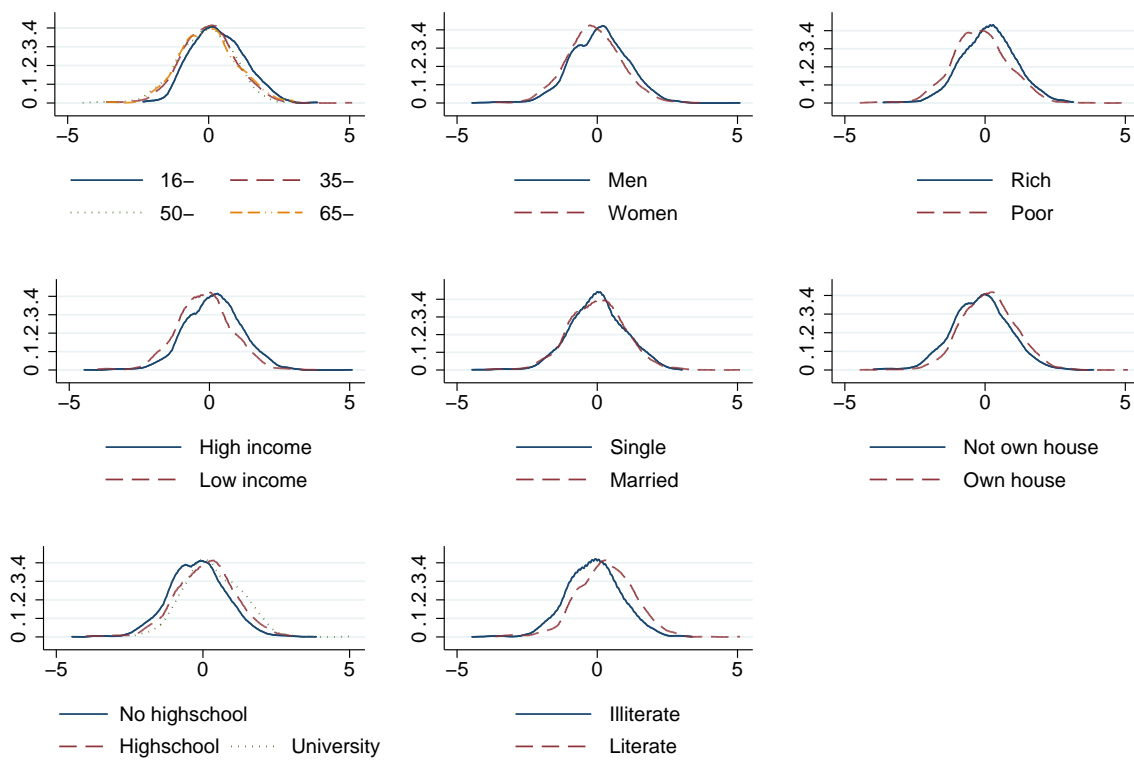 0 .1.2.3.4
0 .1.2.3.4
0 .1.2.3.4
−5 0 5
−5 0 5
−5 0 5
16− 35−
50− 65−
Men
Women
Rich
Poor
0 .1.2.3.4
0 .1.2.3.4
0 .1.2.3.4
−5 0 5
−5 0 5
−5 0 5
High income
Low income
Single
Married
Not own house
Own house
0 .1.2.3.4
0 .1.2.3.4
−5 0 5
−5 0 5
No highschool
Highschool University
Illiterate
Literate